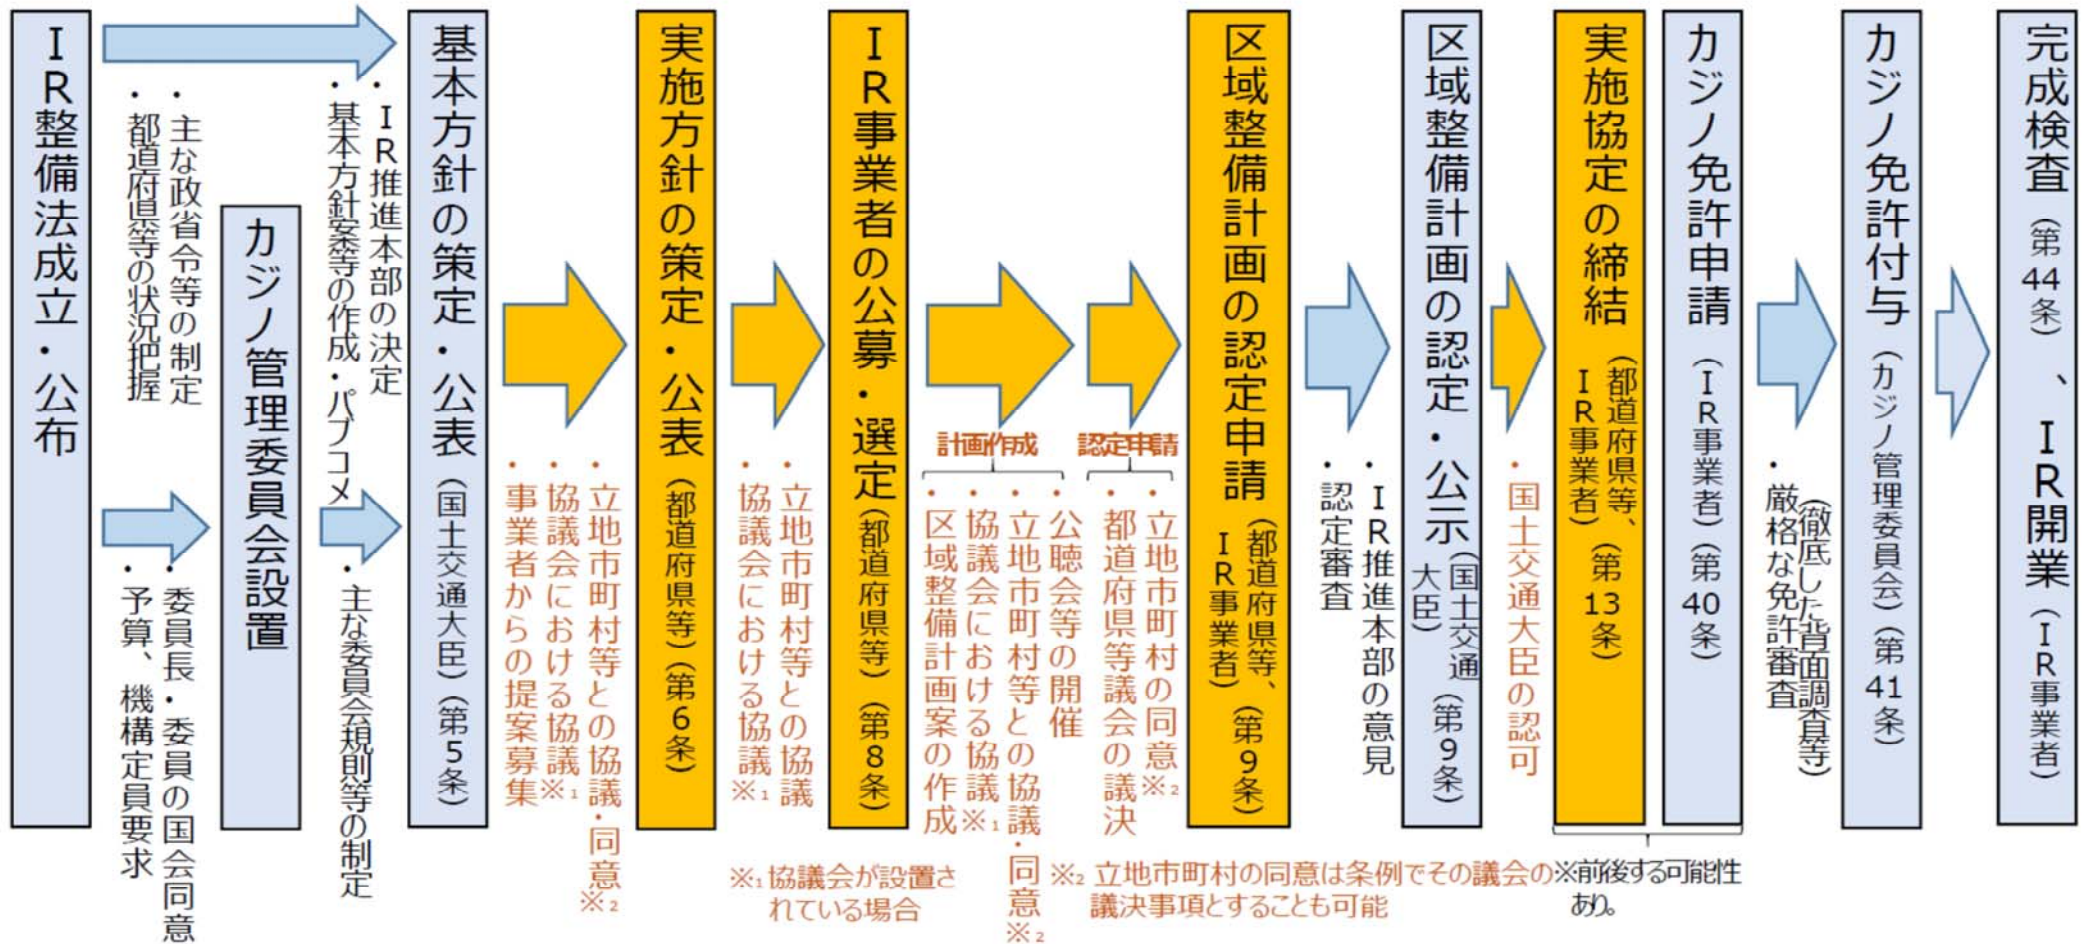 IR整備法成立・公布
・主な政省令等の制定
・都道府県等の状況把握
・委員長・委員の国会同意
・予算、機構定員要求
カジノ管理委員会設置
・IR推進本部の決定
・基本方針案等の作成・パブコメ
・主な委員会規則等の制定
基本方針の策定・公表（国土交通大臣）（第5条）
・立地市町村等との協議・同意※2
・協議会における協議※1
・事業者からの提案募集
実施方針の策定・公表（都道府県等）（第6条）
・立地市町村等との協議
・協議会における協議※1
IR事業者の公募・選定（都道府県等）（第8条）
計画作成
・区域整備計画案の作成
・協議会における協議※1
・立地市町村等との協議・同意※2
・公聴会等の開催
認定申請
・都道府県等議会の議決
・立地市町村の同意※2
区域整備計画の認定申請（都道府県等、IR事業者）（第9条）
・IR推進本部の意見
・認定審査
区域整備計画の認定・公示（国土交通大臣）（第9条）
・国土交通大臣の認可
実施協定の締結（都道府県等、IR事業者）（第13条）
カジノ免許申請（IR事業者）（第40条）
・厳格な免許審査
（徹底した背面調査等）
カジノ免許付与（カジノ管理委員会）（第41条）
完成検査（第44条）、IR開業（IR事業者）
※1 協議会が設置さ
れている場合
※2 立地市町村の同意は条例でその議会の
議決事項とすることも可能
※前後する可能性
あり。